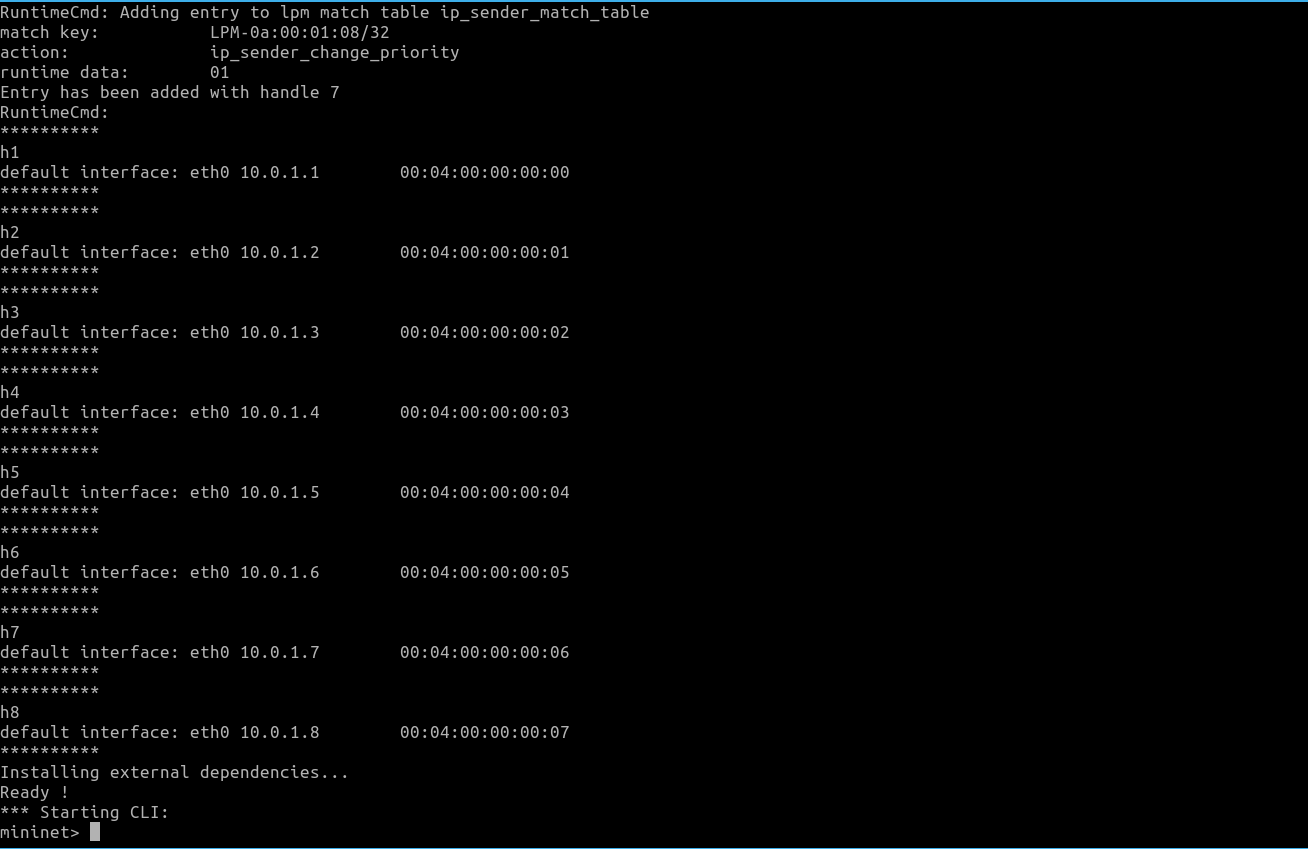 RuntimeCmd: Adding entry to lpm match table ip_sender_match_table
match key:           LPM-0a:00:01:08/32
action:              ip_sender_change_priority
runtime data:        01
Entry has been added with handle 7
RuntimeCmd:
**********
h1
default interface: eth0 10.0.1.1        00:04:00:00:00:00
**********
**********
h2
default interface: eth0 10.0.1.2        00:04:00:00:00:01
**********
**********
h3
default interface: eth0 10.0.1.3        00:04:00:00:00:02
**********
**********
h4
default interface: eth0 10.0.1.4        00:04:00:00:00:03
**********
**********
h5
default interface: eth0 10.0.1.5        00:04:00:00:00:04
**********
**********
h6
default interface: eth0 10.0.1.6        00:04:00:00:00:05
**********
**********
h7
default interface: eth0 10.0.1.7        00:04:00:00:00:06
**********
**********
h8
default interface: eth0 10.0.1.8        00:04:00:00:00:07
**********
Installing external dependencies...
Ready !
*** Starting CLI:
mininet>